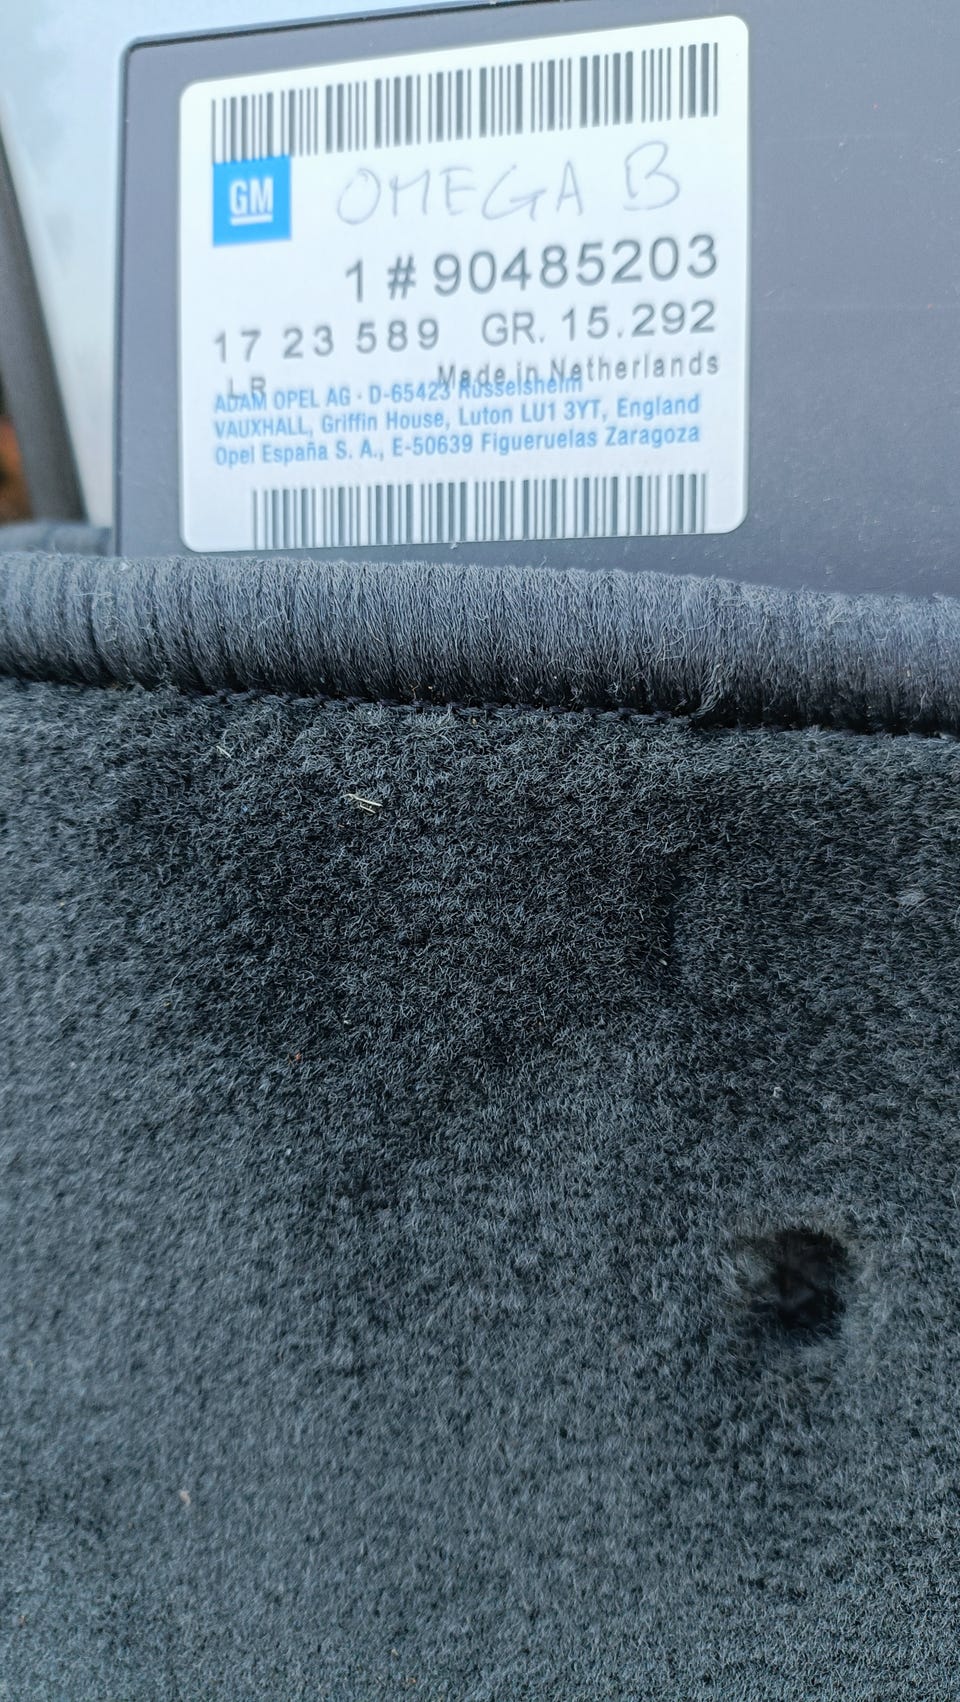 GM
OMEGA B
1 # 90485203
17 23 589 GR. 15.292
LR Made in Netherlands
ADAM OPEL AG · D-65423 Rüsselsheim
VAUXHALL, Griffin House, Luton LU1 3YT, England
Opel España S. A., E-50639 Figueruelas Zaragoza